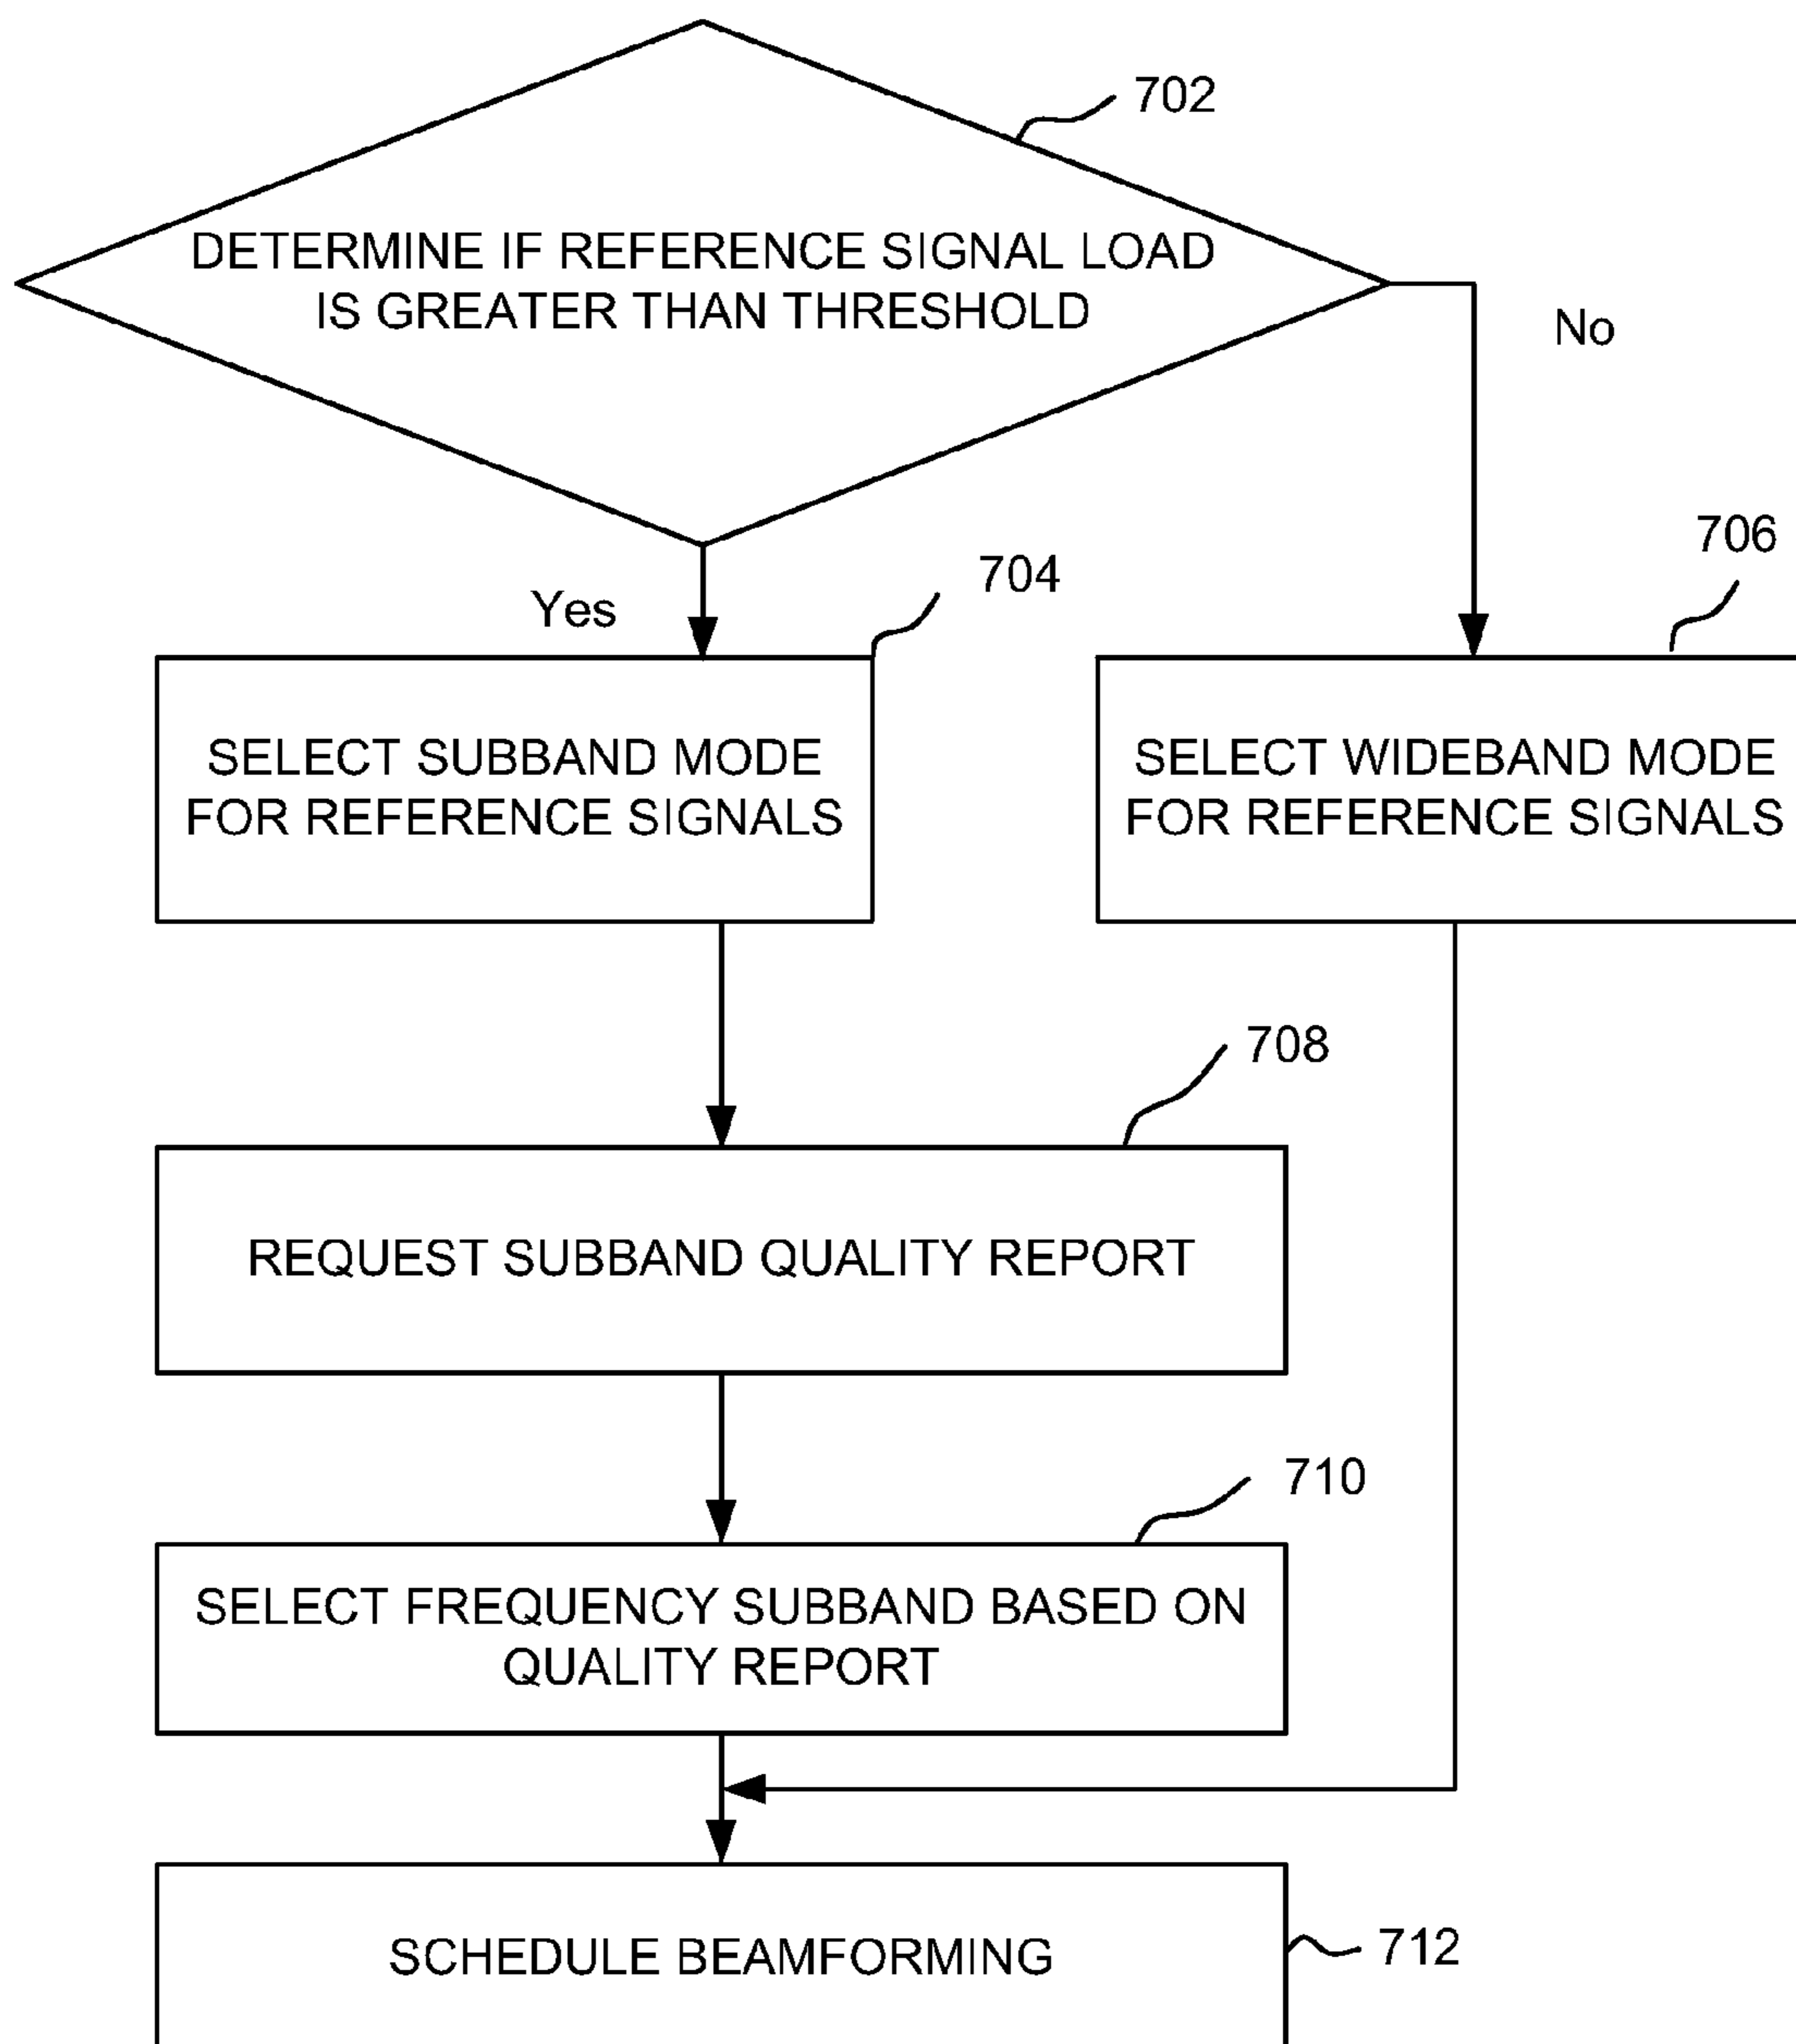 702
DETERMINE IF REFERENCE SIGNAL LOAD
IS GREATER THAN THRESHOLD
No
706
704
Yes
SELECT SUBBAND MODE
FOR REFERENCE SIGNALS
SELECT WIDEBAND MODE
FOR REFERENCE SIGNALS
708
REQUEST SUBBAND QUALITY REPORT
710
SELECT FREQUENCY SUBBAND BASED ON
QUALITY REPORT
SCHEDULE BEAMFORMING
712